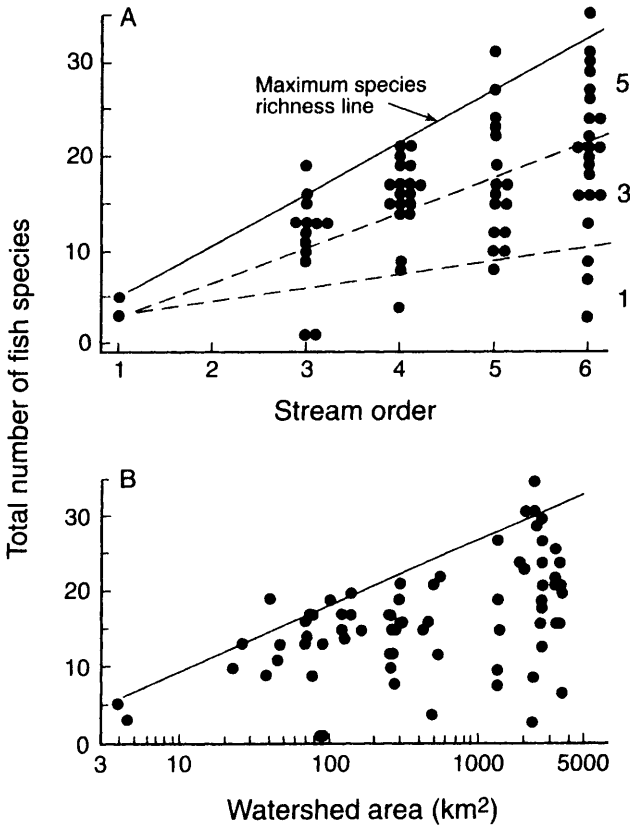 A
Total number of fish species
30
20
10
0
Maximum species
richness line
5
3
1
1 2 3 4 5 6
Stream order
B
30
20
10
0
3 10 100 1000 5000
Watershed area (km²)